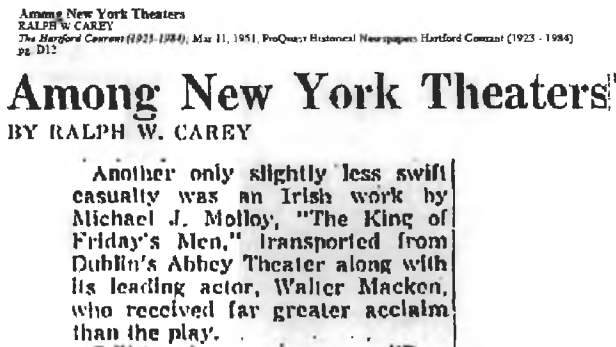 Among New York Theaters
RALPH W CAREY
The Hartford Courant (1923-1984); Mar 11, 1951; ProQuest Historical Newspapers Hartford Courant (1923 - 1984)
pg. D12
Among New York Theaters
BY RALPH W. CAREY
Another only slightly less swift
casualty was an Irish work by
Michael J. Molloy, "The King of
Friday's Men," transported from
Dublin's Abbey Theater along with
its leading actor, Walter Macken,
who received far greater acclaim
than the play.